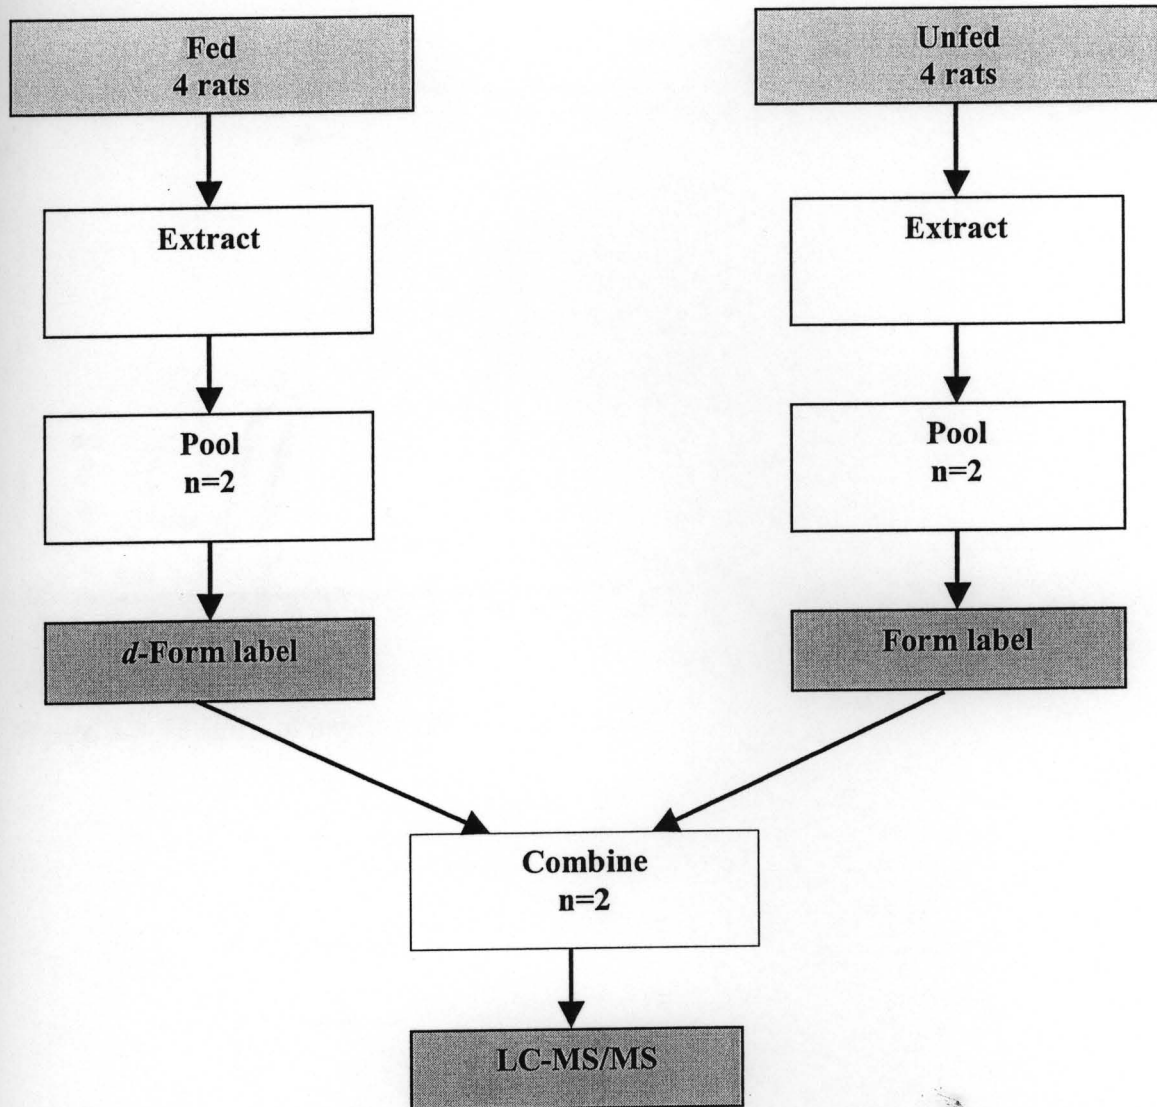 Fed
4 rats
Unfed
4 rats
Extract
Extract
Pool
n=2
Pool
n=2
d-Form label
Form label
Combine
n=2
LC-MS/MS